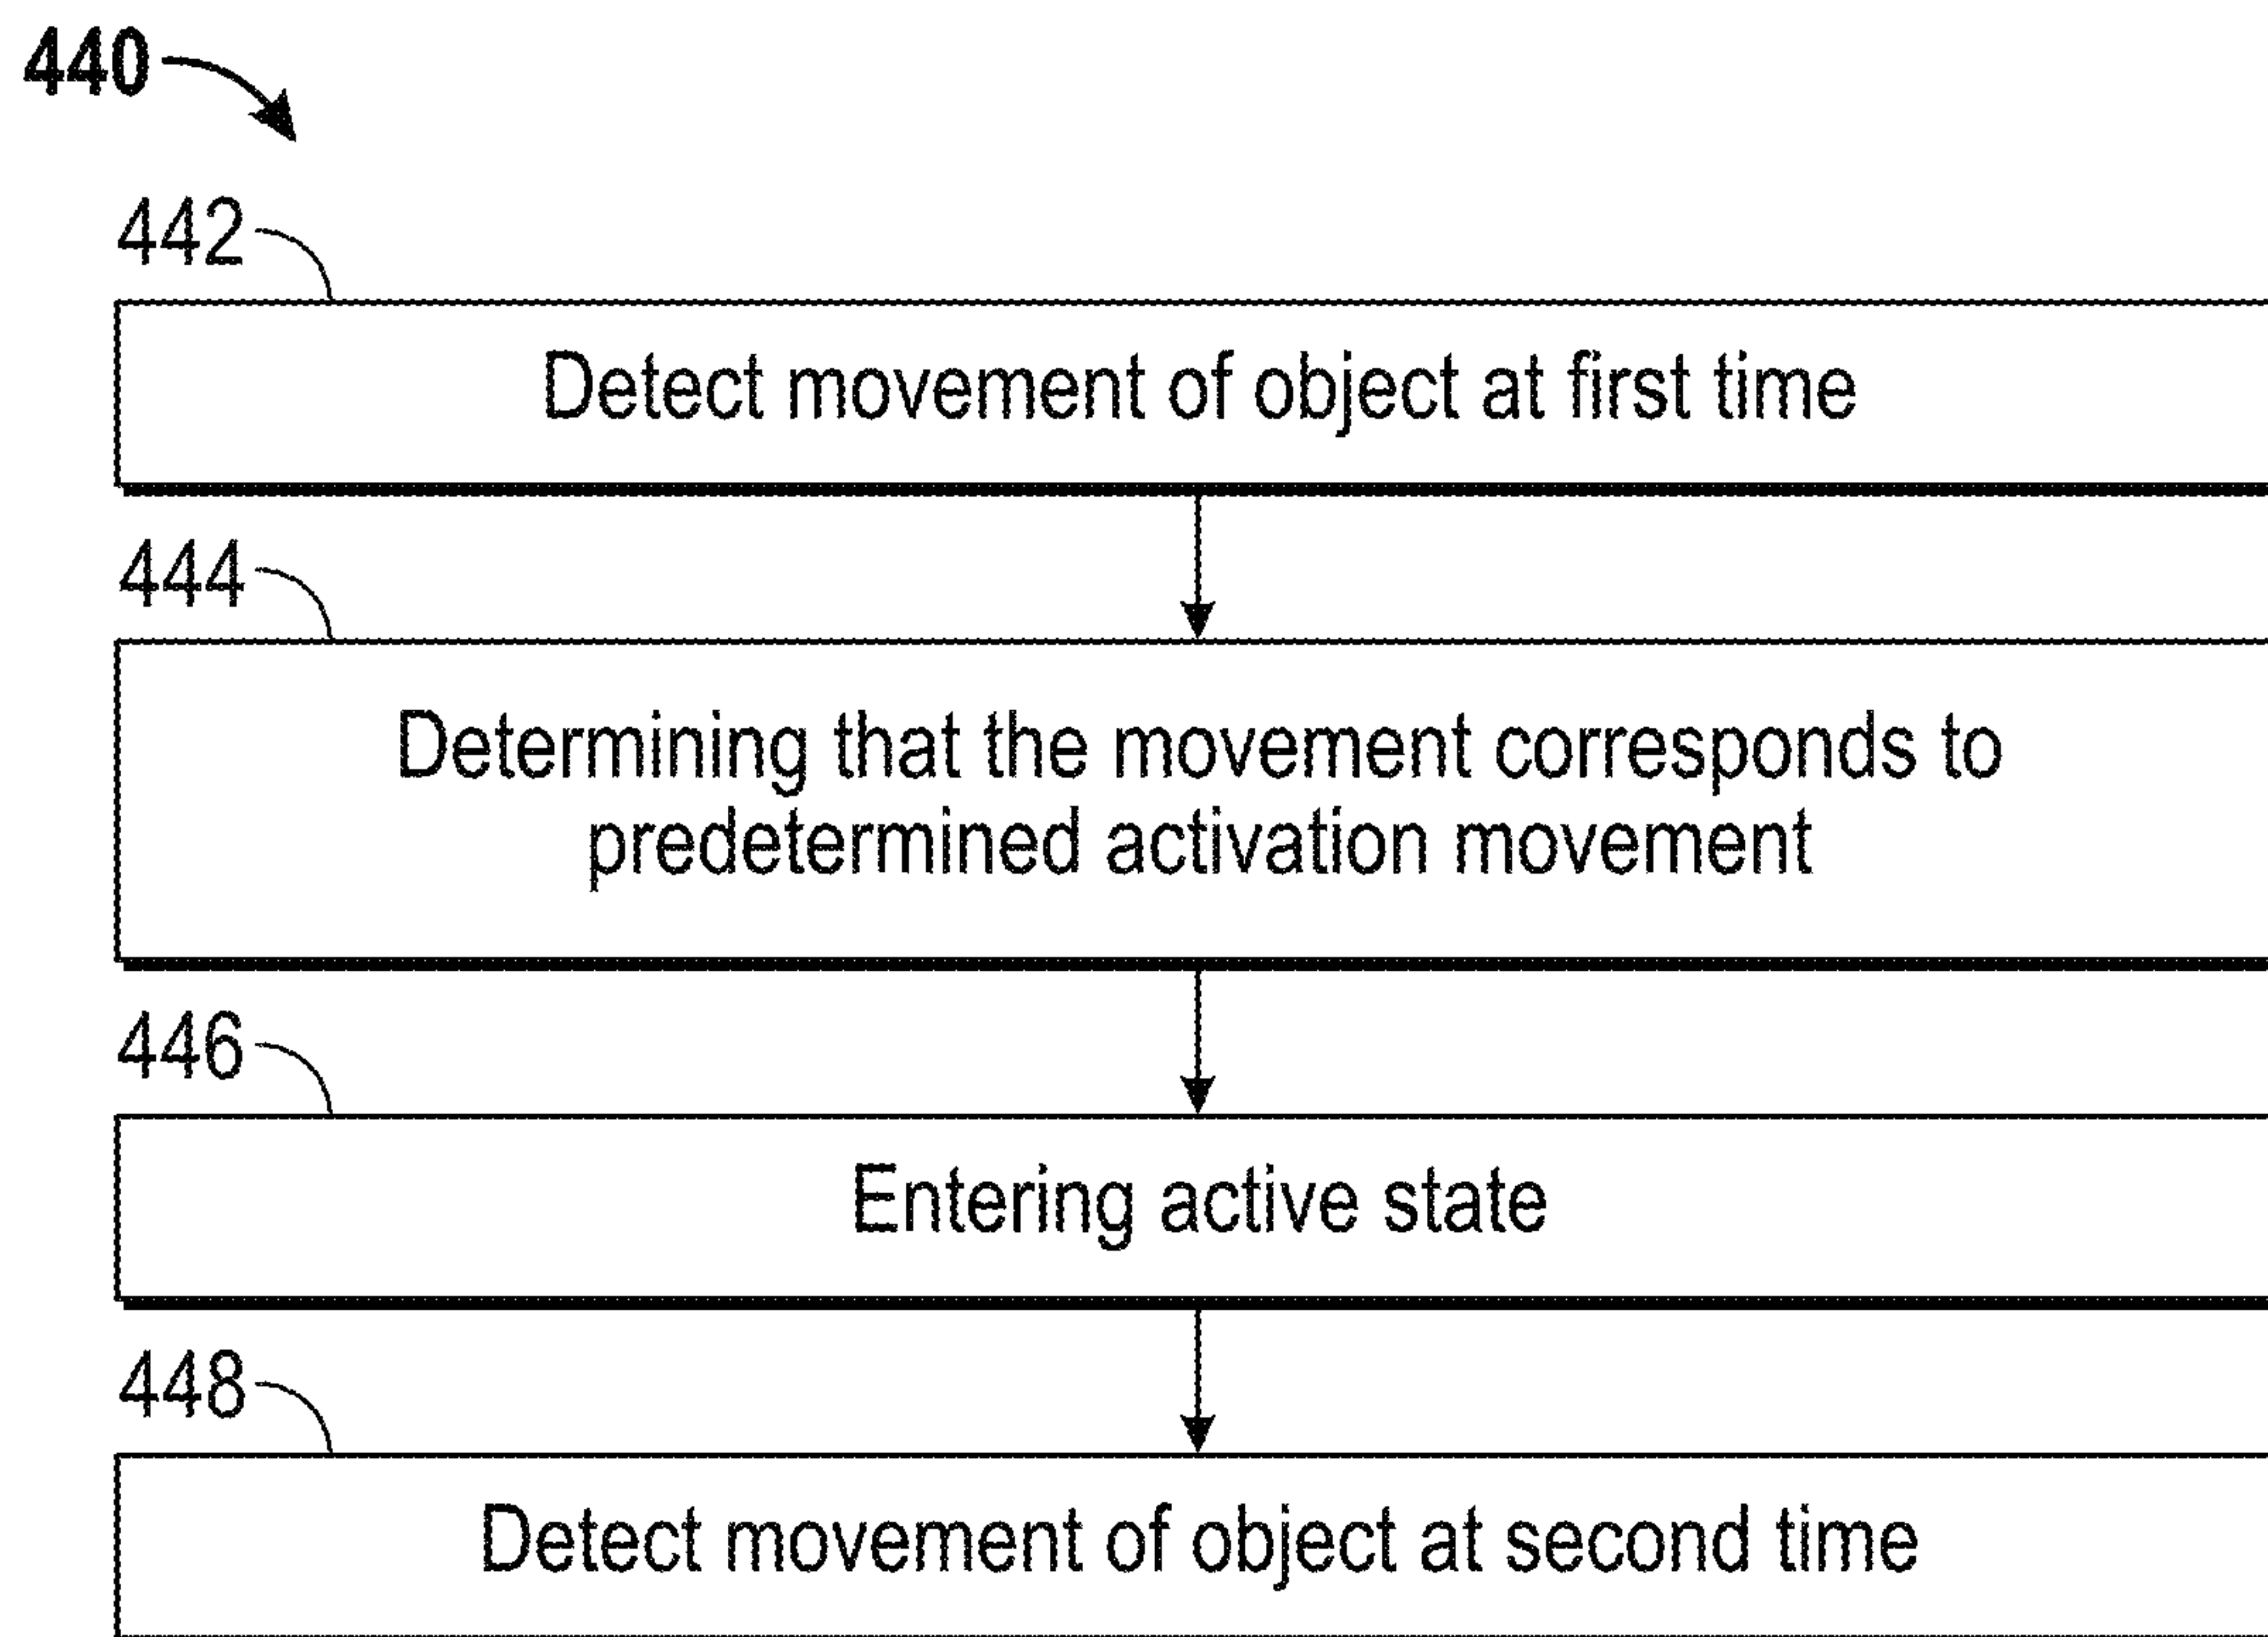 440
442
Detect movement of object at first time
444
Determining that the movement corresponds to
predetermined activation movement
446
Entering active state
448
Detect movement of object at second time